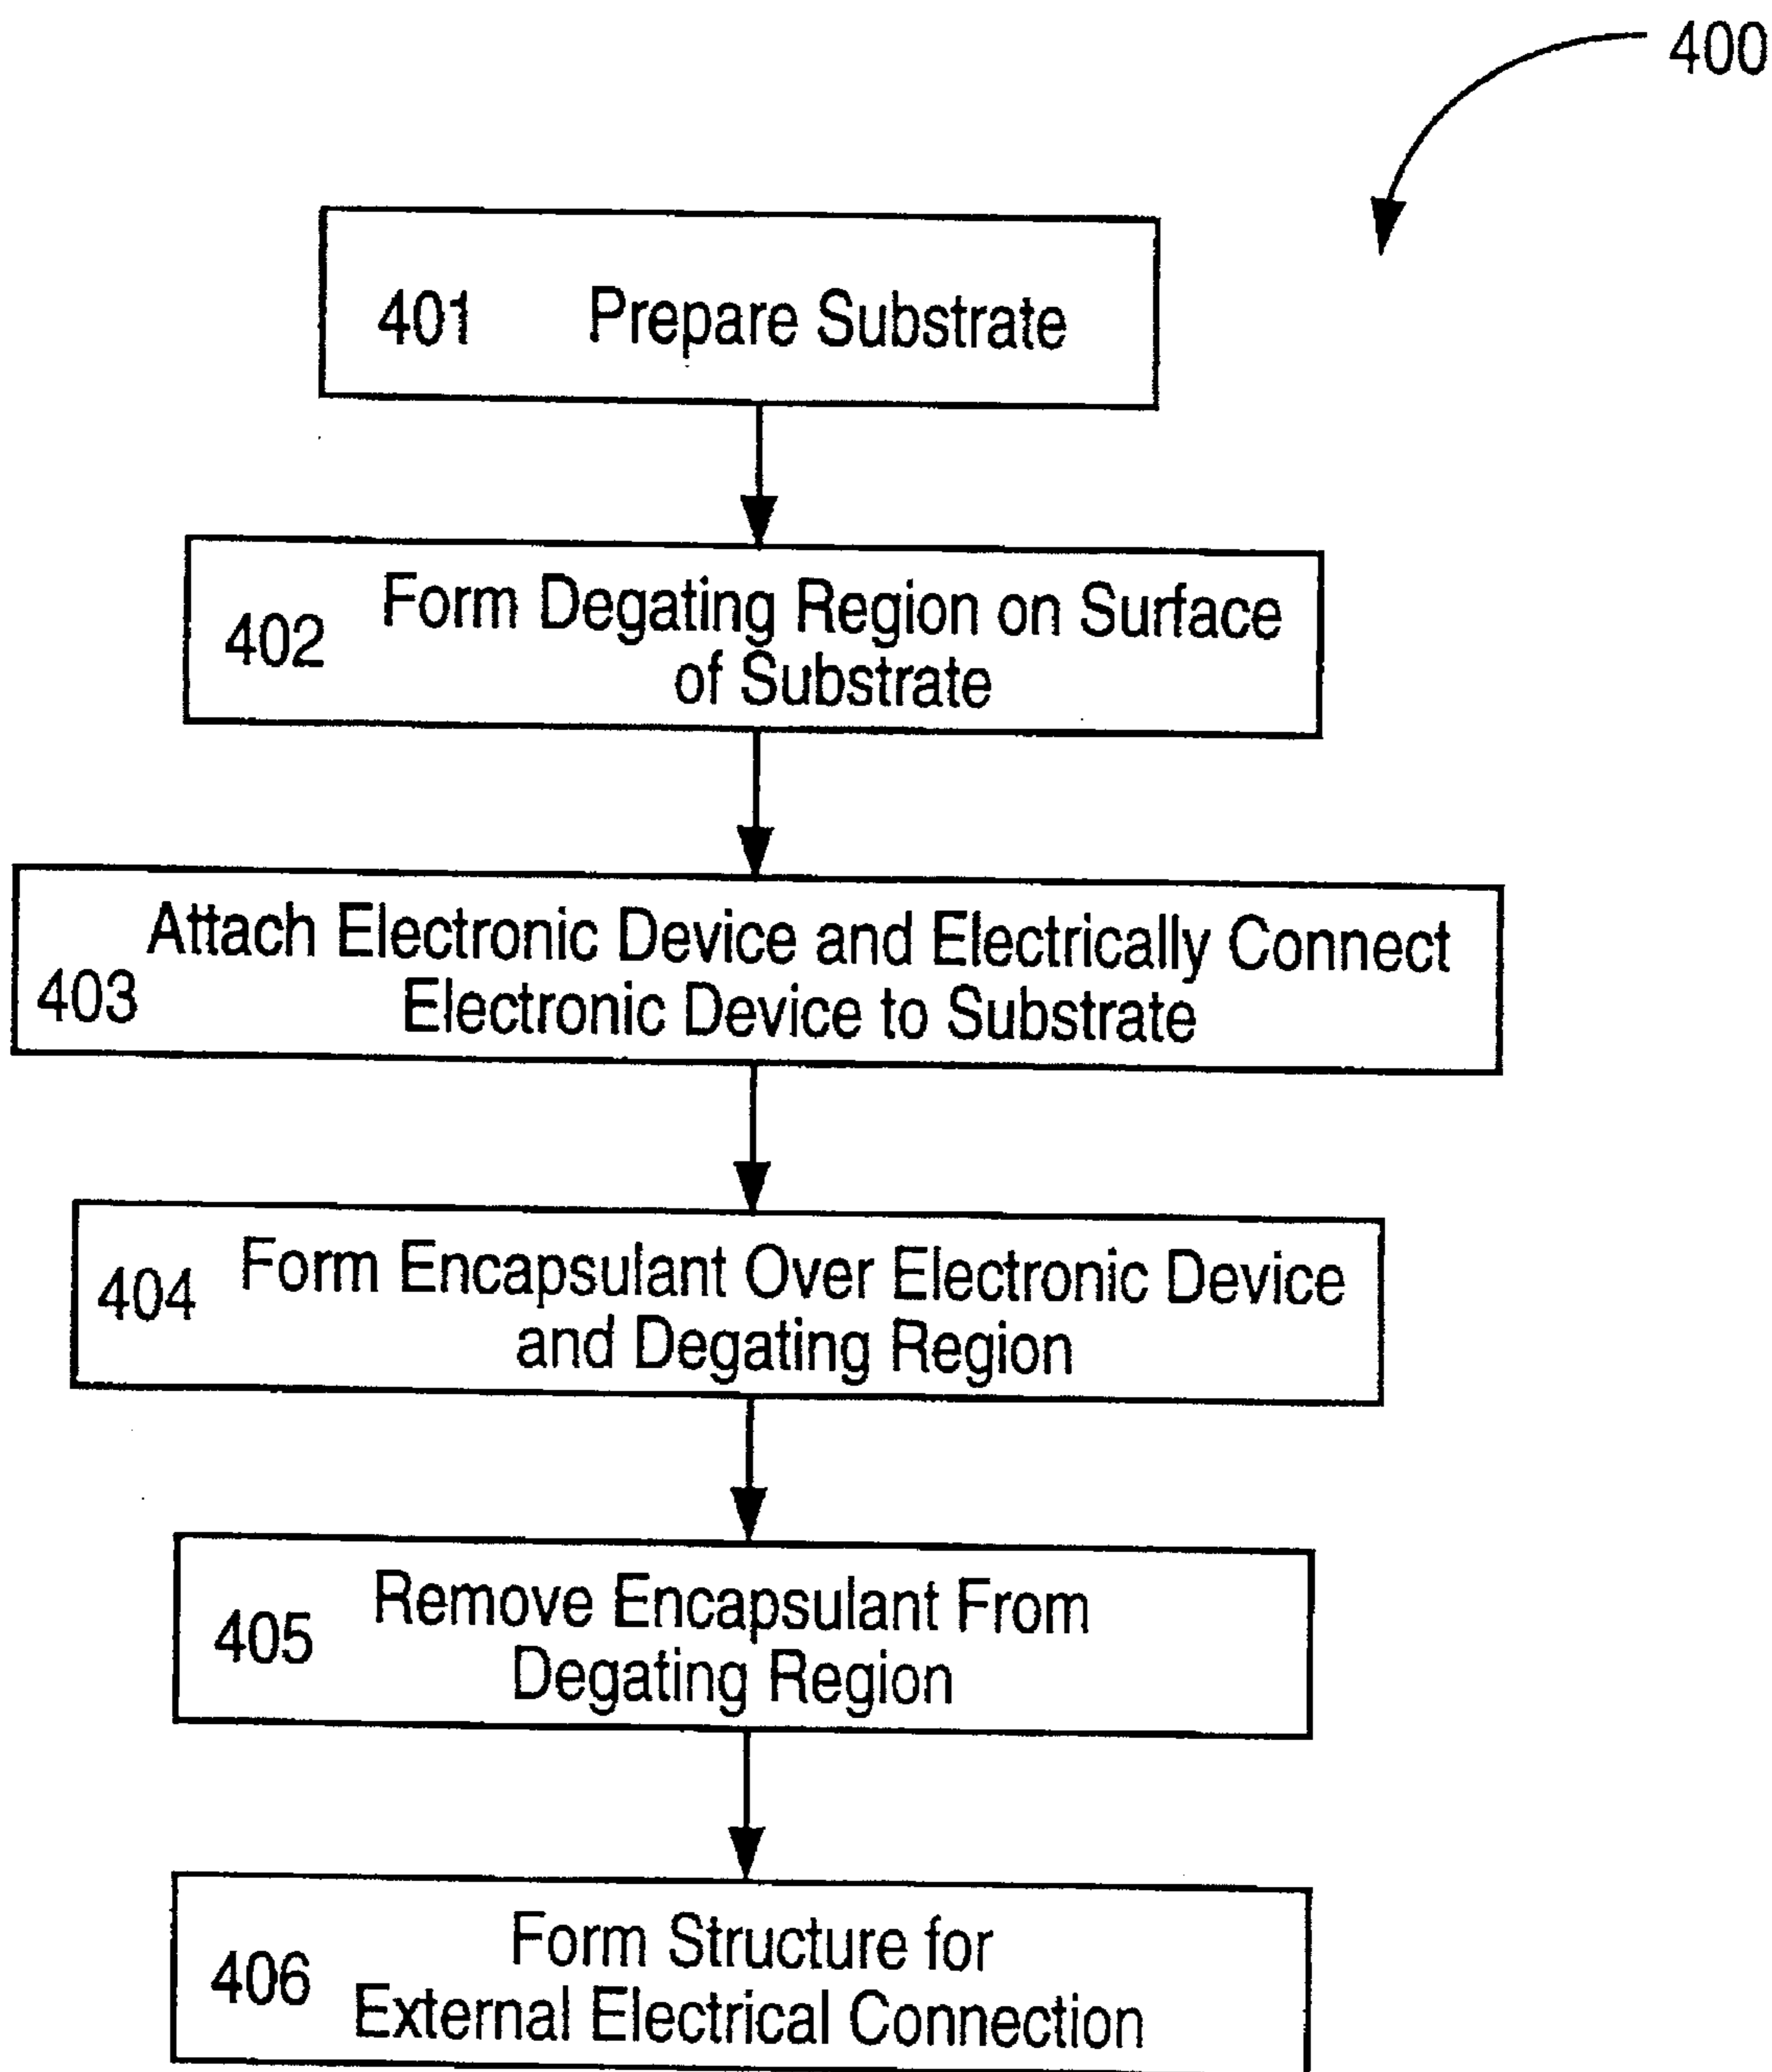 400
401 Prepare Substrate
402 Form Degating Region on Surface
of Substrate
Attach Electronic Device and Electrically Connect
403 Electronic Device to Substrate
404 Form Encapsulant Over Electronic Device
and Degating Region
405 Remove Encapsulant From
Degating Region
406 Form Structure for
External Electrical Connection